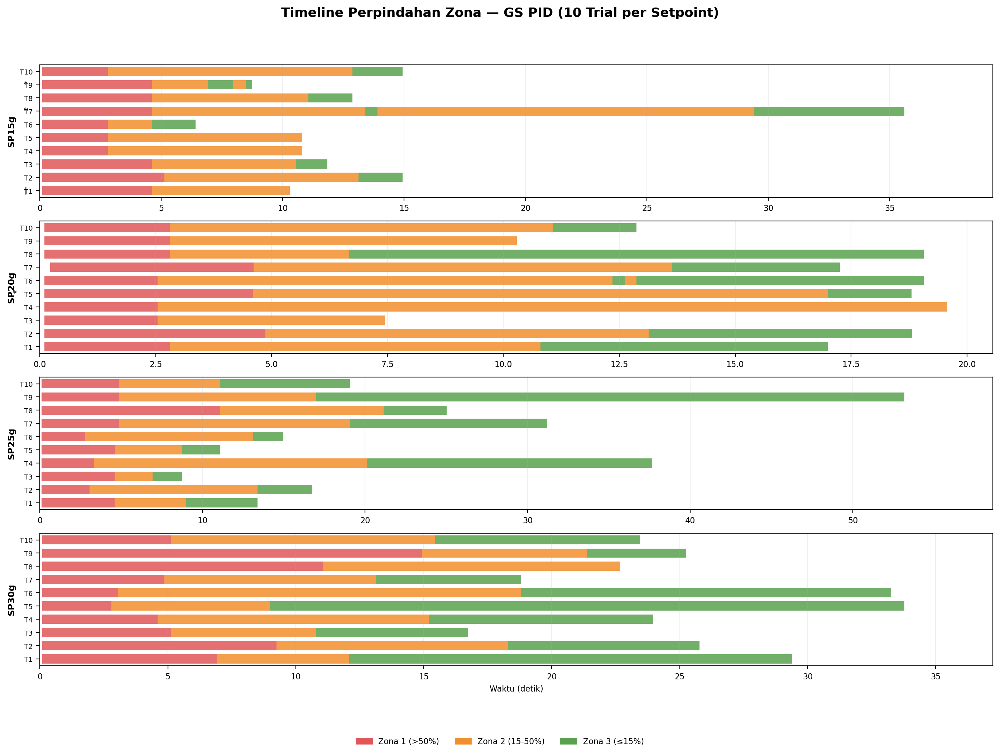 Timeline Perpindahan Zona — GS PID (10 Trial per Setpoint)
SP15g
T10
* T9
T8
* T7
T6
T5
T4
T3
T2
† T1
0 5 10 15 20 25 30 35
SP20g
T10
T9
T8
T7
T6
* T5
T4
T3
T2
T1
0.0 2.5 5.0 7.5 10.0 12.5 15.0 17.5 20.0
SP25g
T10
T9
T8
T7
T6
T5
T4
T3
T2
T1
0 10 20 30 40 50
SP30g
T10
T9
T8
T7
T6
T5
T4
T3
T2
T1
0 5 10 15 20 25 30 35
Waktu (detik)
Zona 1 (>50%) Zona 2 (15-50%) Zona 3 (≤15%)